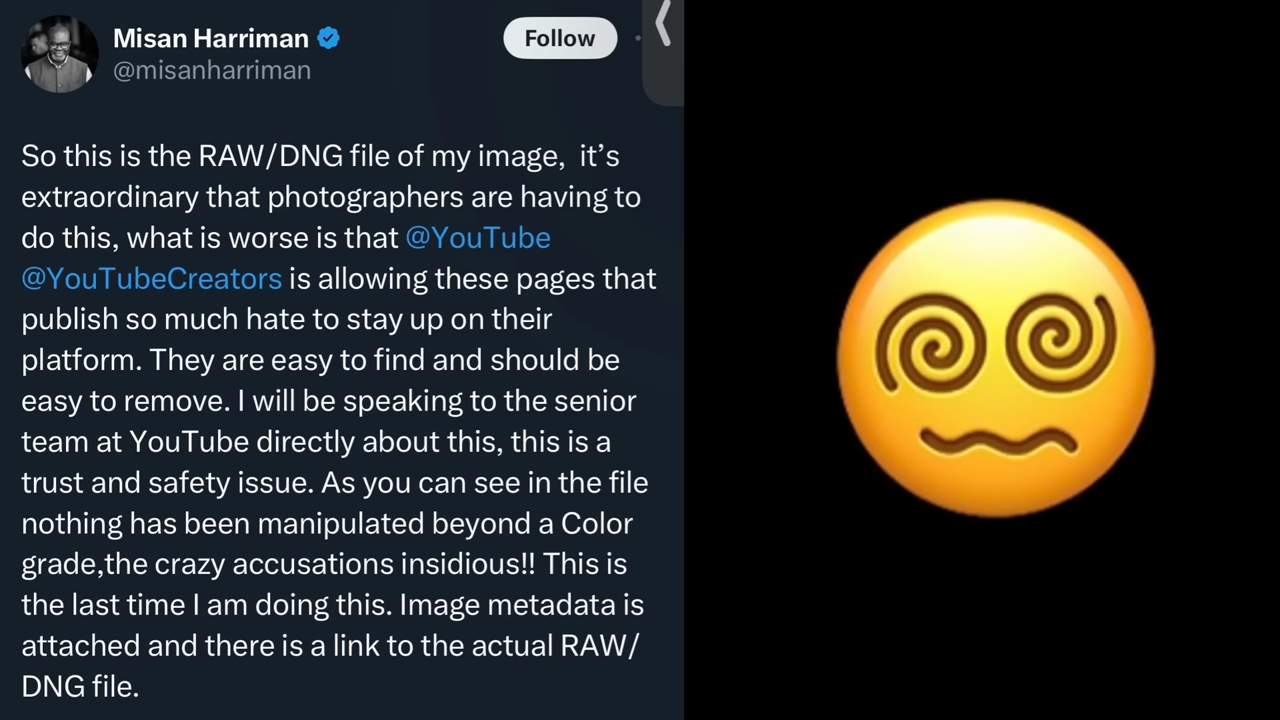 Misan Harriman
@misanharriman
Follow
So this is the RAW/DNG file of my image,  it’s
extraordinary that photographers are having to
do this, what is worse is that @YouTube
@YouTubeCreators is allowing these pages that
publish so much hate to stay up on their
platform. They are easy to find and should be
easy to remove. I will be speaking to the senior
team at YouTube directly about this, this is a
trust and safety issue. As you can see in the file
nothing has been manipulated beyond a Color
grade,the crazy accusations insidious!! This is
the last time I am doing this. Image metadata is
attached and there is a link to the actual RAW/
DNG file.